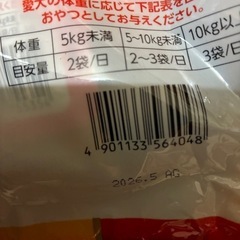 愛犬の体重に応じて下記表を
おやつとしてお与えください。
体重 5kg未満 5~10kg未満 10kg以
目安量 2袋/日 2~3袋/日 3袋/日
4 901133 564048
2026.5 AG